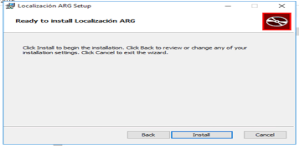 Localización ARG Setup
Ready to install Localización ARG
Click Install to begin the installation. Click Back to review or change any of your
installation settings. Click Cancel to exit the wizard.
Back Install Cancel